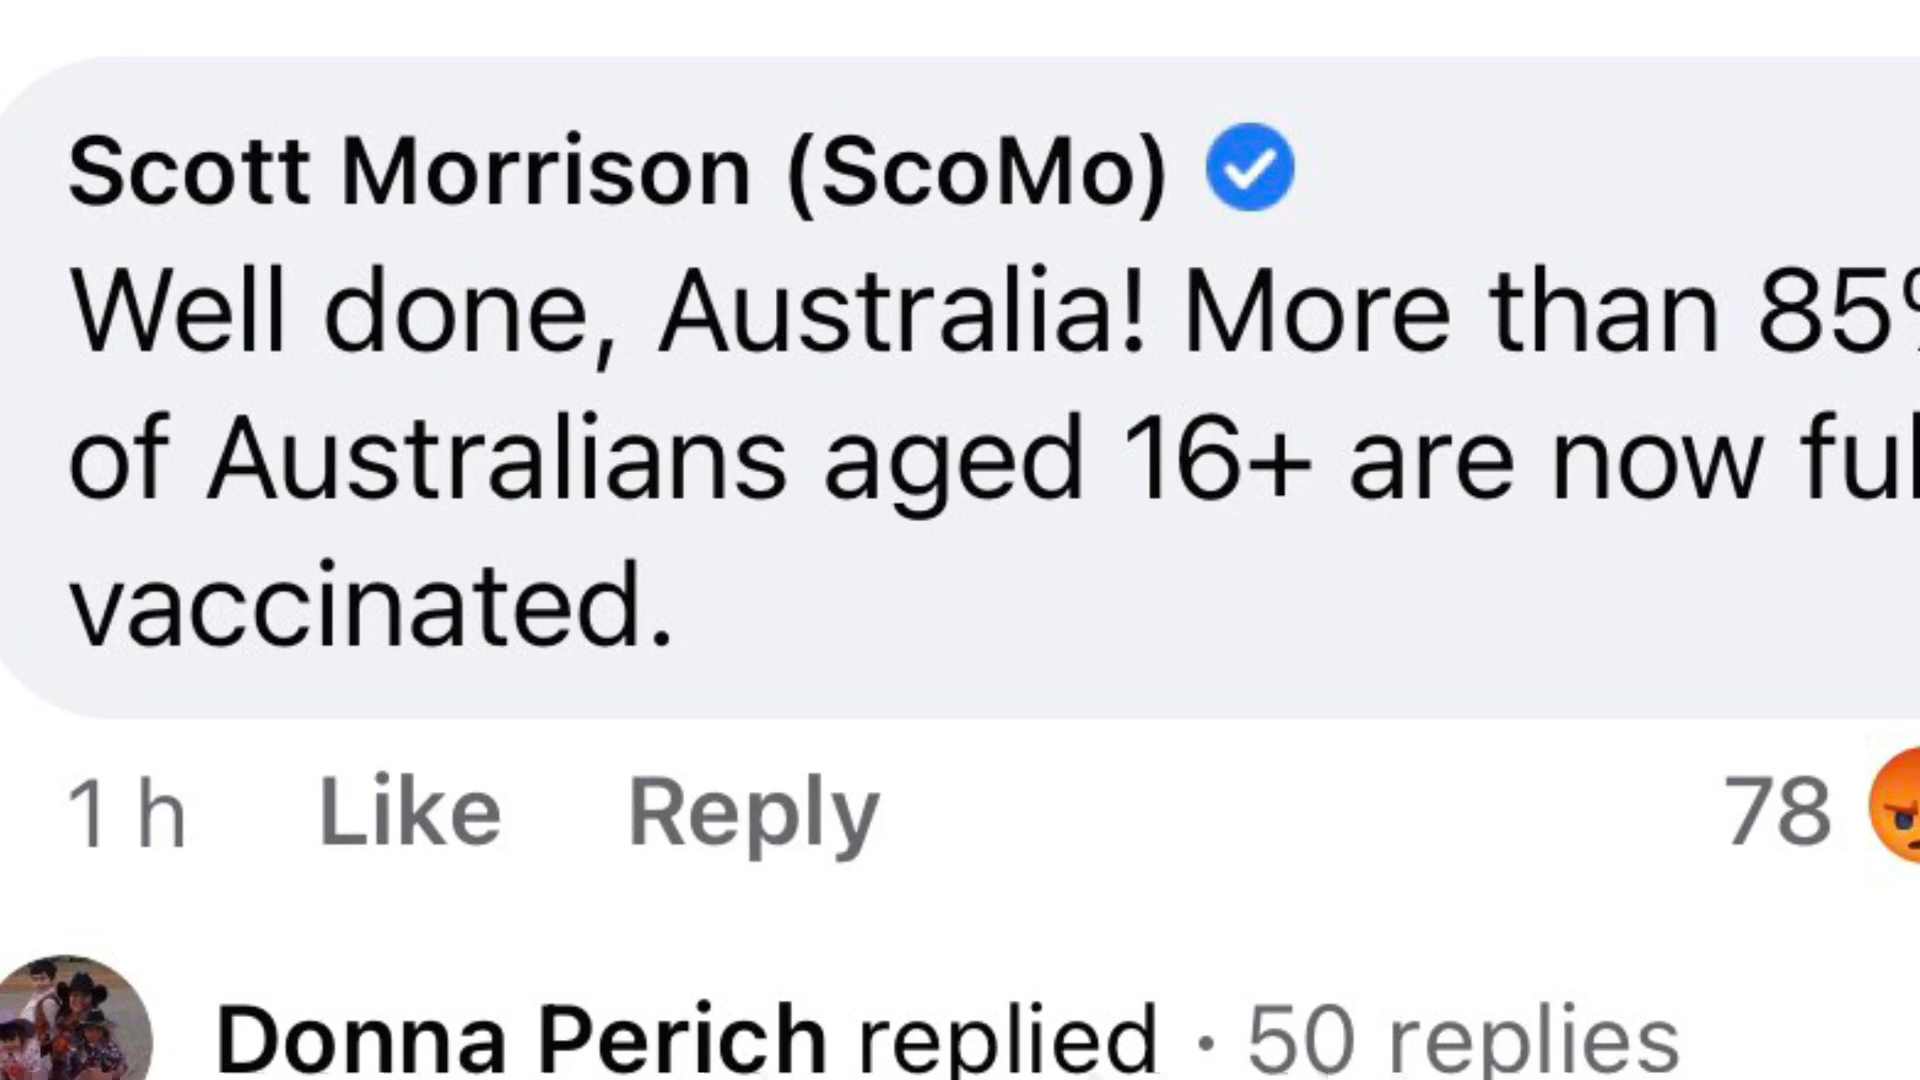 Scott Morrison (ScoMo)
Well done, Australia! More than 85%
of Australians aged 16+ are now ful
vaccinated.
1 h Like Reply 78
Donna Perich replied · 50 replies